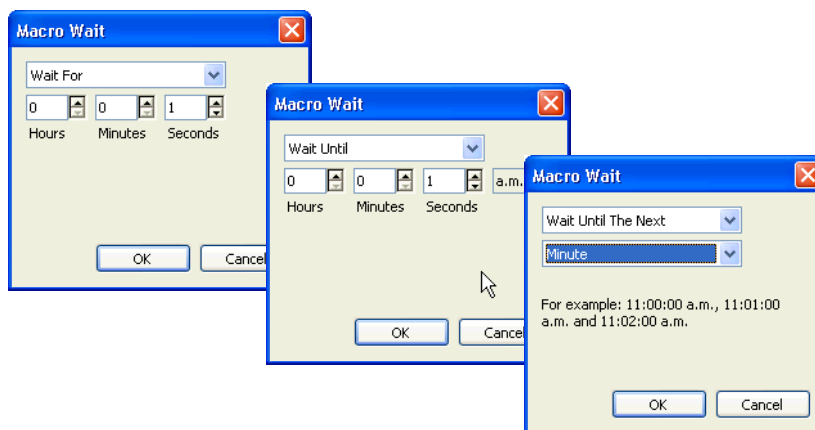 Macro Wait
Wait For
0 0 1
Hours Minutes Seconds
OK Cancel
Macro Wait
Wait Until
0 0 1 a.m.
Hours Minutes Seconds
OK Cance
Macro Wait
Wait Until The Next
Minute
For example: 11:00:00 a.m., 11:01:00
a.m. and 11:02:00 a.m.
OK Cancel